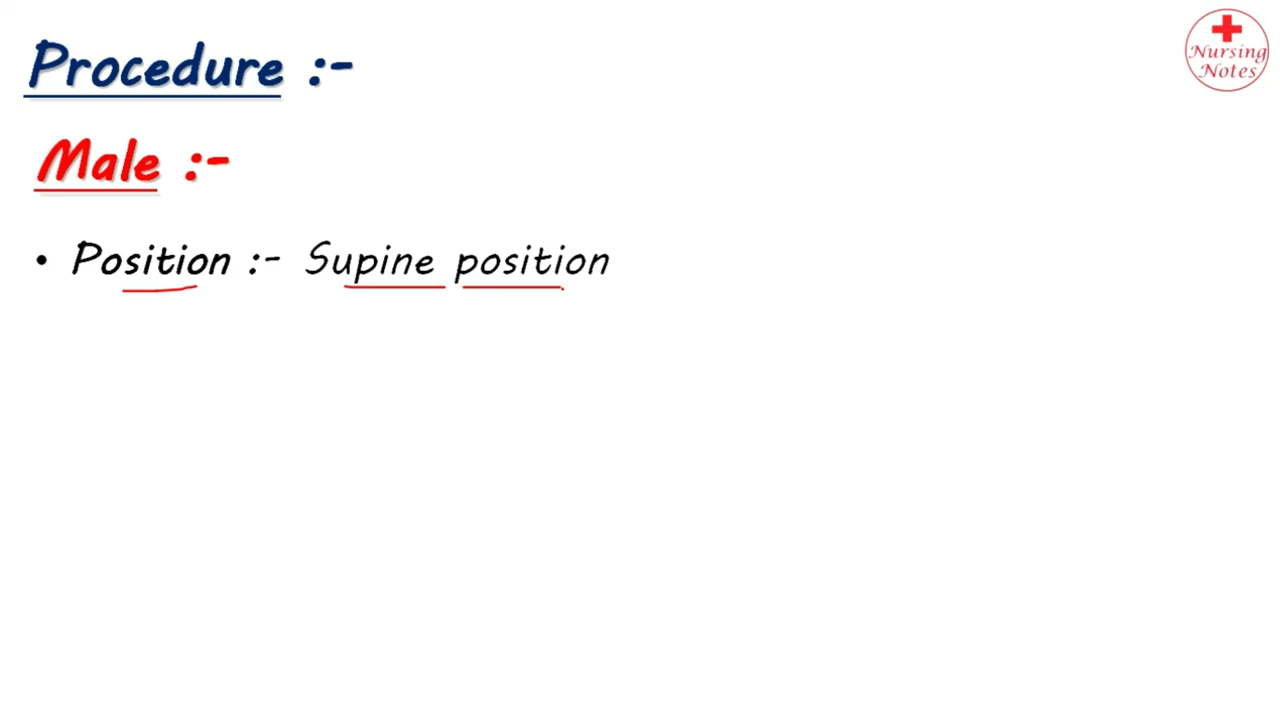 Procedure :-
Nursing
Notes
Male :-
• Position :- Supine position